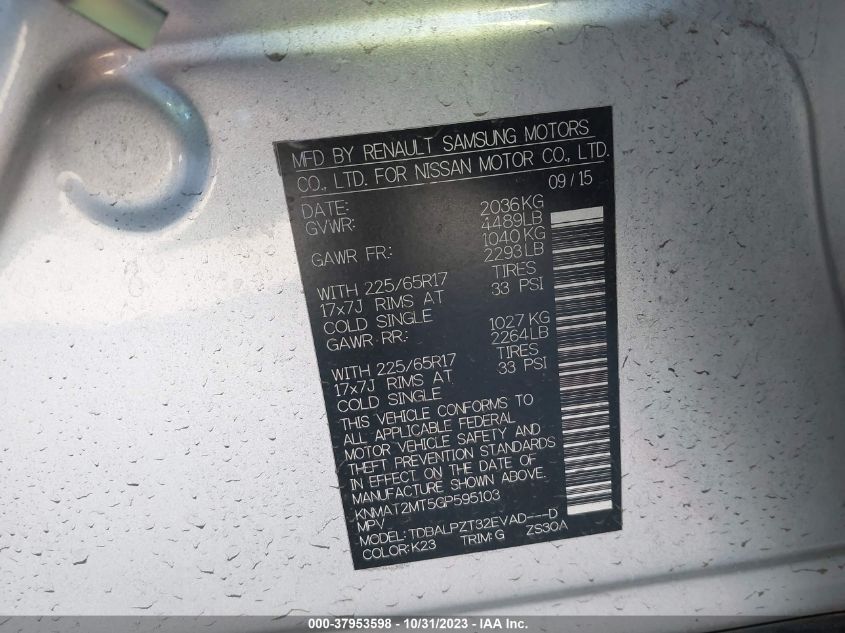 MFD BY RENAULT SAMSUNG MOTORS
CO., LTD. FOR NISSAN MOTOR CO., LTD.
DATE: 09/15
GVWR: 2036KG
4489LB
GAWR FR: 1040KG
2293LB
WITH 225/65R17 TIRES
17x7J RIMS AT 33 PSI
COLD SINGLE
GAWR RR: 1027 KG
2264LB
WITH 225/65R17 TIRES
17x7J RIMS AT 33 PSI
COLD SINGLE
THIS VEHICLE CONFORMS TO
ALL APPLICABLE FEDERAL
MOTOR VEHICLE SAFETY AND
THEFT PREVENTION STANDARDS
IN EFFECT ON THE DATE OF
MANUFACTURE SHOWN ABOVE.
KNMAT2MT5GP595103
MPV
MODEL: TDBALPZT32EVAD---D
COLOR:K23 TRIM:G ZS30A
000-37953598 - 10/31/2023 - IAA Inc.